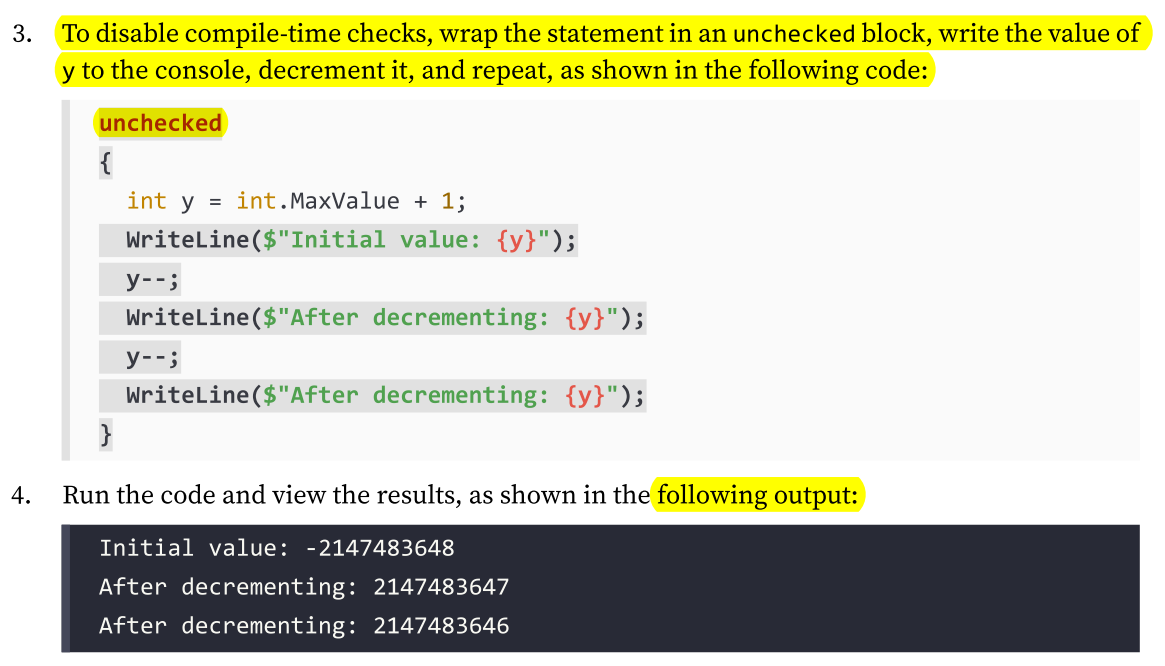 3. To disable compile-time checks, wrap the statement in an unchecked block, write the value of
y to the console, decrement it, and repeat, as shown in the following code:
unchecked
{
  int y = int.MaxValue + 1;
  WriteLine($"Initial value: {y}");
  y--;
  WriteLine($"After decrementing: {y}");
  y--;
  WriteLine($"After decrementing: {y}");
}
4. Run the code and view the results, as shown in the following output:
Initial value: -2147483648
After decrementing: 2147483647
After decrementing: 2147483646